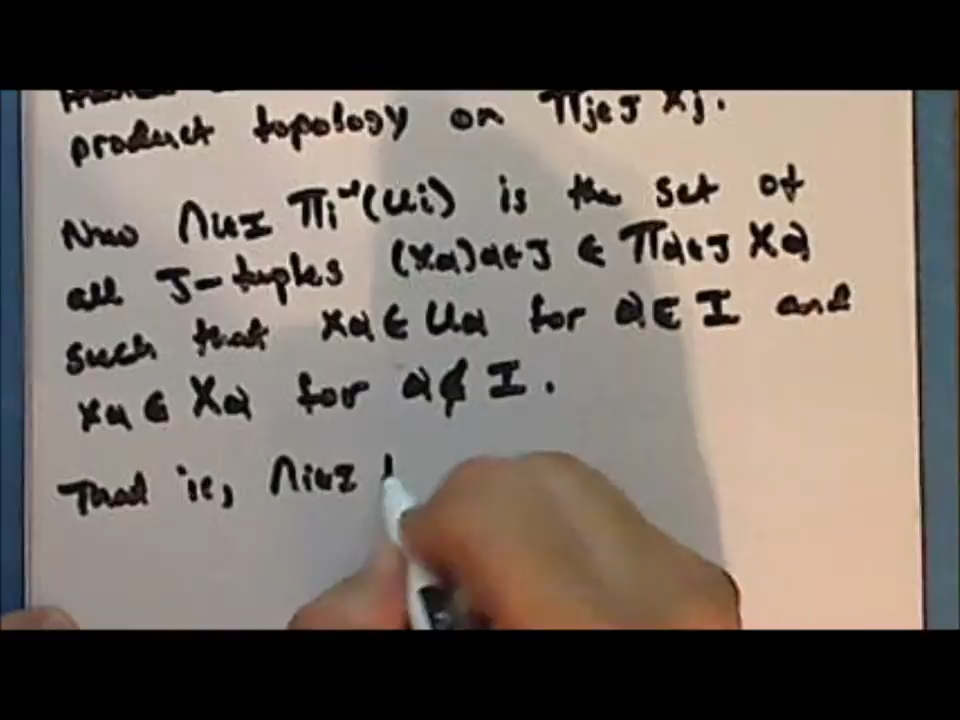 product topology on Πj∈J Xj.
Now ∩i∈I Πi⁻¹(Ui) is the set of
all J-tuples (xα)α∈J ∈ Πα∈J Xα
such that xα ∈ Uα for α ∈ I and
xα ∈ Xα for α ∉ I.
That is, ∩i∈I